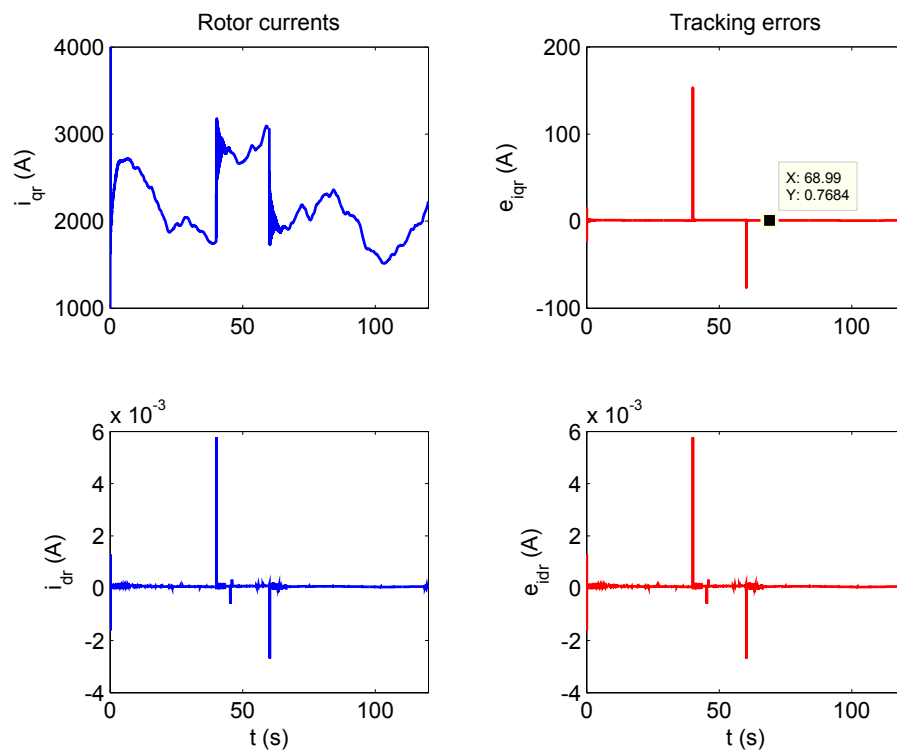 Rotor currents
4000
3000
2000
1000
i_qr (A)
0
50
100
Tracking errors
200
100
0
-100
e_iqr (A)
X: 68.99
Y: 0.7684
0
50
100
x 10^-3
6
4
2
0
-2
-4
i_dr (A)
0
50
100
t (s)
x 10^-3
6
4
2
0
-2
-4
e_idr (A)
0
50
100
t (s)